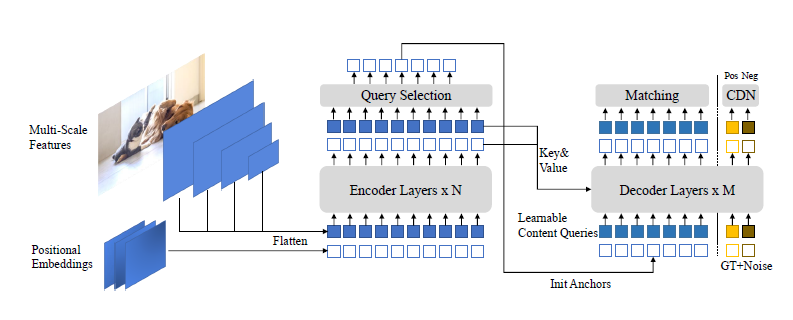 Pos Neg
Query Selection
Matching
CDN
Multi-Scale
Features
Key&
Value
Encoder Layers x N
Decoder Layers x M
Learnable
Content Queries
Flatten
Positional
Embeddings
GT+Noise
Init Anchors